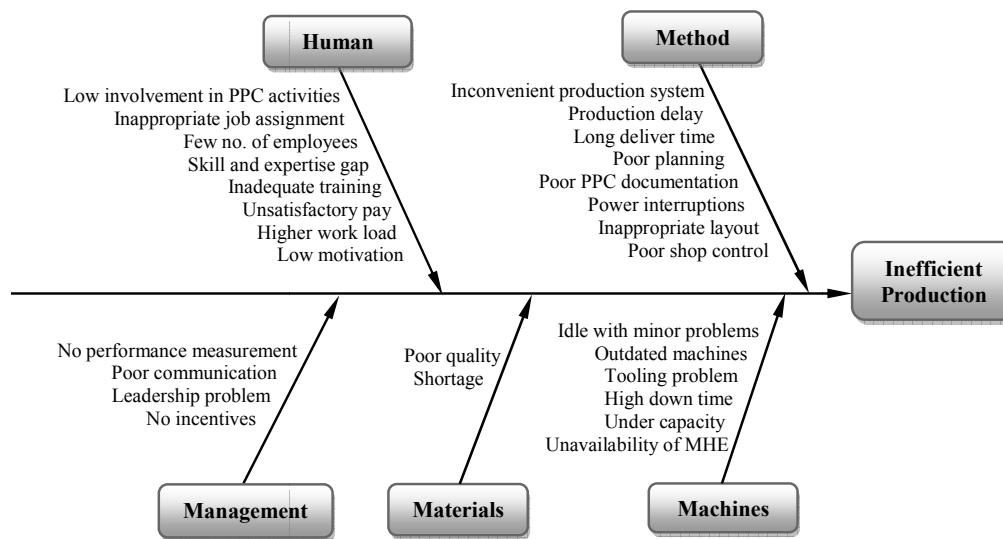 Human
Method
Low involvement in PPC activities
Inappropriate job assignment
Few no. of employees
Skill and expertise gap
Inadequate training
Unsatisfactory pay
Higher work load
Low motivation
Inconvenient production system
Production delay
Long deliver time
Poor planning
Poor PPC documentation
Power interruptions
Inappropriate layout
Poor shop control
Inefficient
Production
No performance measurement
Poor communication
Leadership problem
No incentives
Poor quality
Shortage
Idle with minor problems
Outdated machines
Tooling problem
High down time
Under capacity
Unavailability of MHE
Management
Materials
Machines